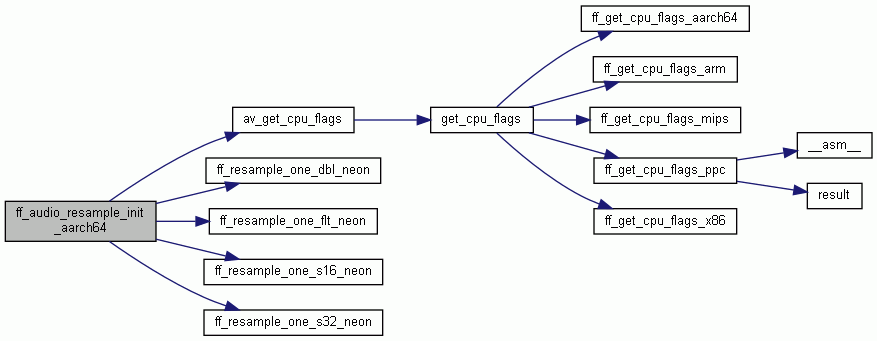 ff_audio_resample_init
_aarch64
av_get_cpu_flags
ff_resample_one_dbl_neon
ff_resample_one_flt_neon
ff_resample_one_s16_neon
ff_resample_one_s32_neon
get_cpu_flags
ff_get_cpu_flags_aarch64
ff_get_cpu_flags_arm
ff_get_cpu_flags_mips
ff_get_cpu_flags_ppc
ff_get_cpu_flags_x86
__asm__
result